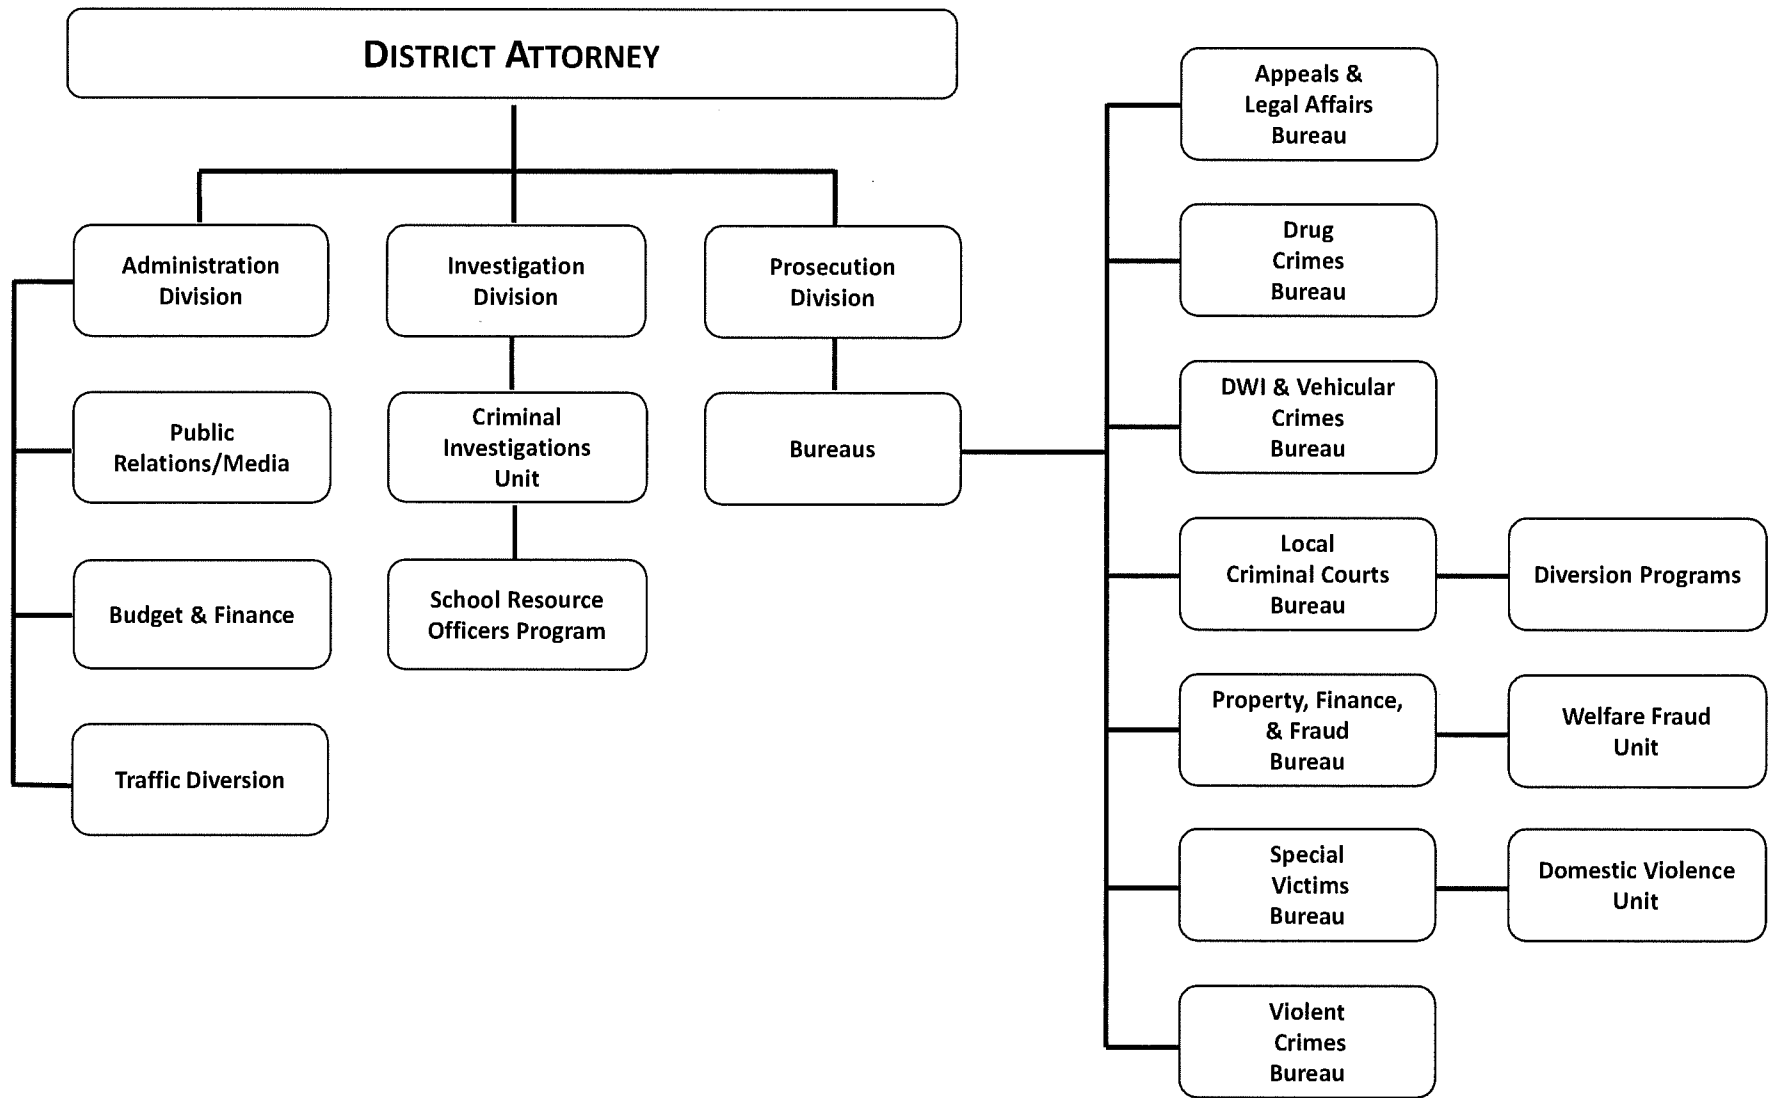 DISTRICT ATTORNEY
Administration
Division
Public
Relations/Media
Budget & Finance
Traffic Diversion
Investigation
Division
Criminal
Investigations
Unit
School Resource
Officers Program
Prosecution
Division
Bureaus
Appeals &
Legal Affairs
Bureau
Drug
Crimes
Bureau
DWI & Vehicular
Crimes
Bureau
Local
Criminal Courts
Bureau
Diversion Programs
Property, Finance,
& Fraud
Bureau
Welfare Fraud
Unit
Special
Victims
Bureau
Domestic Violence
Unit
Violent
Crimes
Bureau